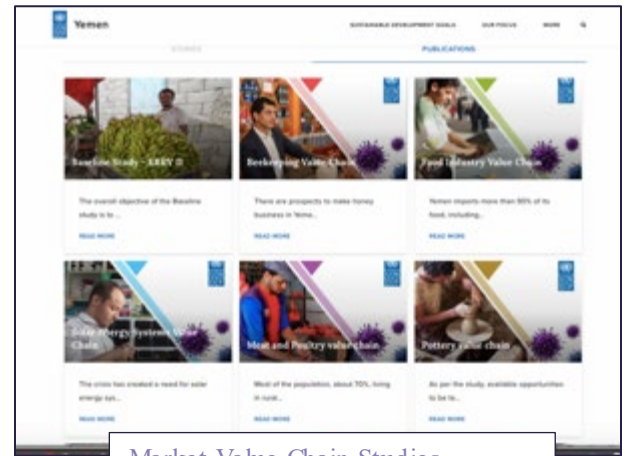 Yemen
SUSTAINABLE DEVELOPMENT GOALS OUR FOCUS MORE
STORIES PUBLICATIONS
Baseline Study - ERRY II
The overall objective of the Baseline
study is to ...
READ MORE
Beekeeping Value Chain
There are prospects to make honey
business in Yeme...
READ MORE
Food Industry Value Chain
Yemen imports more than 90% of its
food, including...
READ MORE
Solar Energy Systems Value
Chain
The crisis has created a need for solar
energy sys...
READ MORE
Meat and Poultry value chain
Most of the population, about 70%, living
in rural...
READ MORE
Pottery value chain
As per the study, available opportunities
to be to...
READ MORE
Market Value Chain Studies